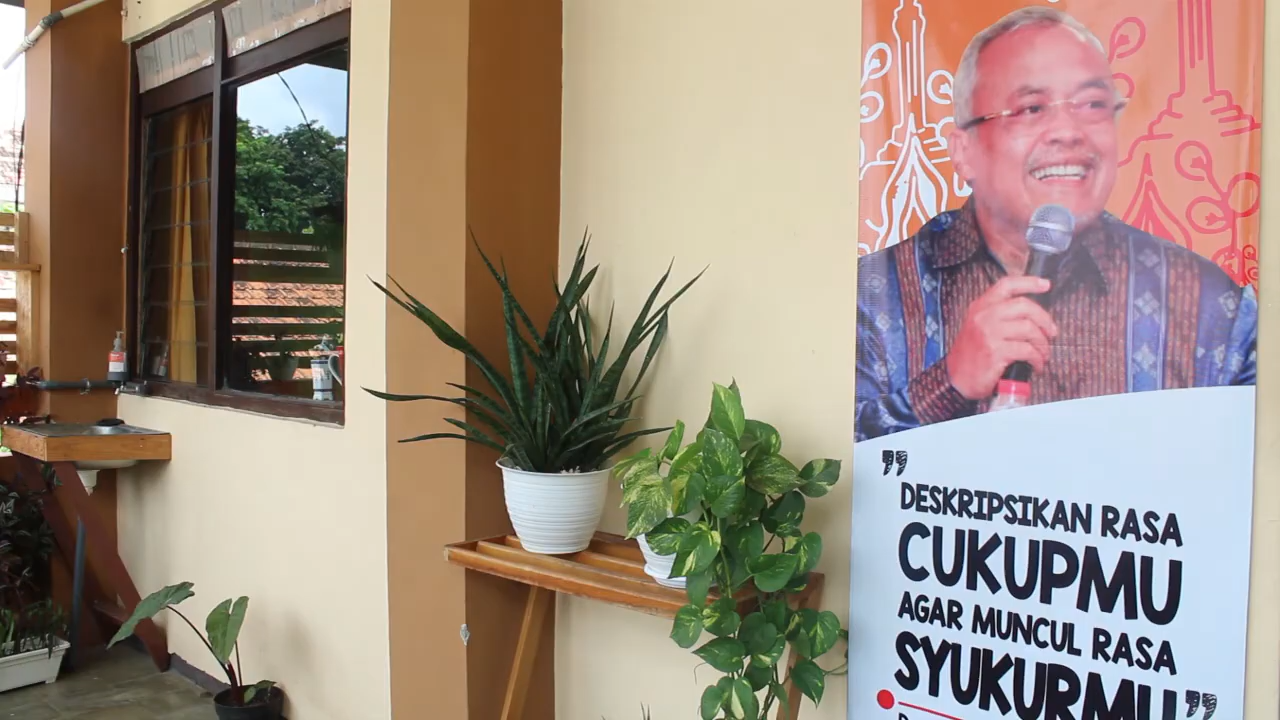 "
DESKRIPSIKAN RASA
CUKUPMU
AGAR MUNCUL RASA
SYUKURMU"